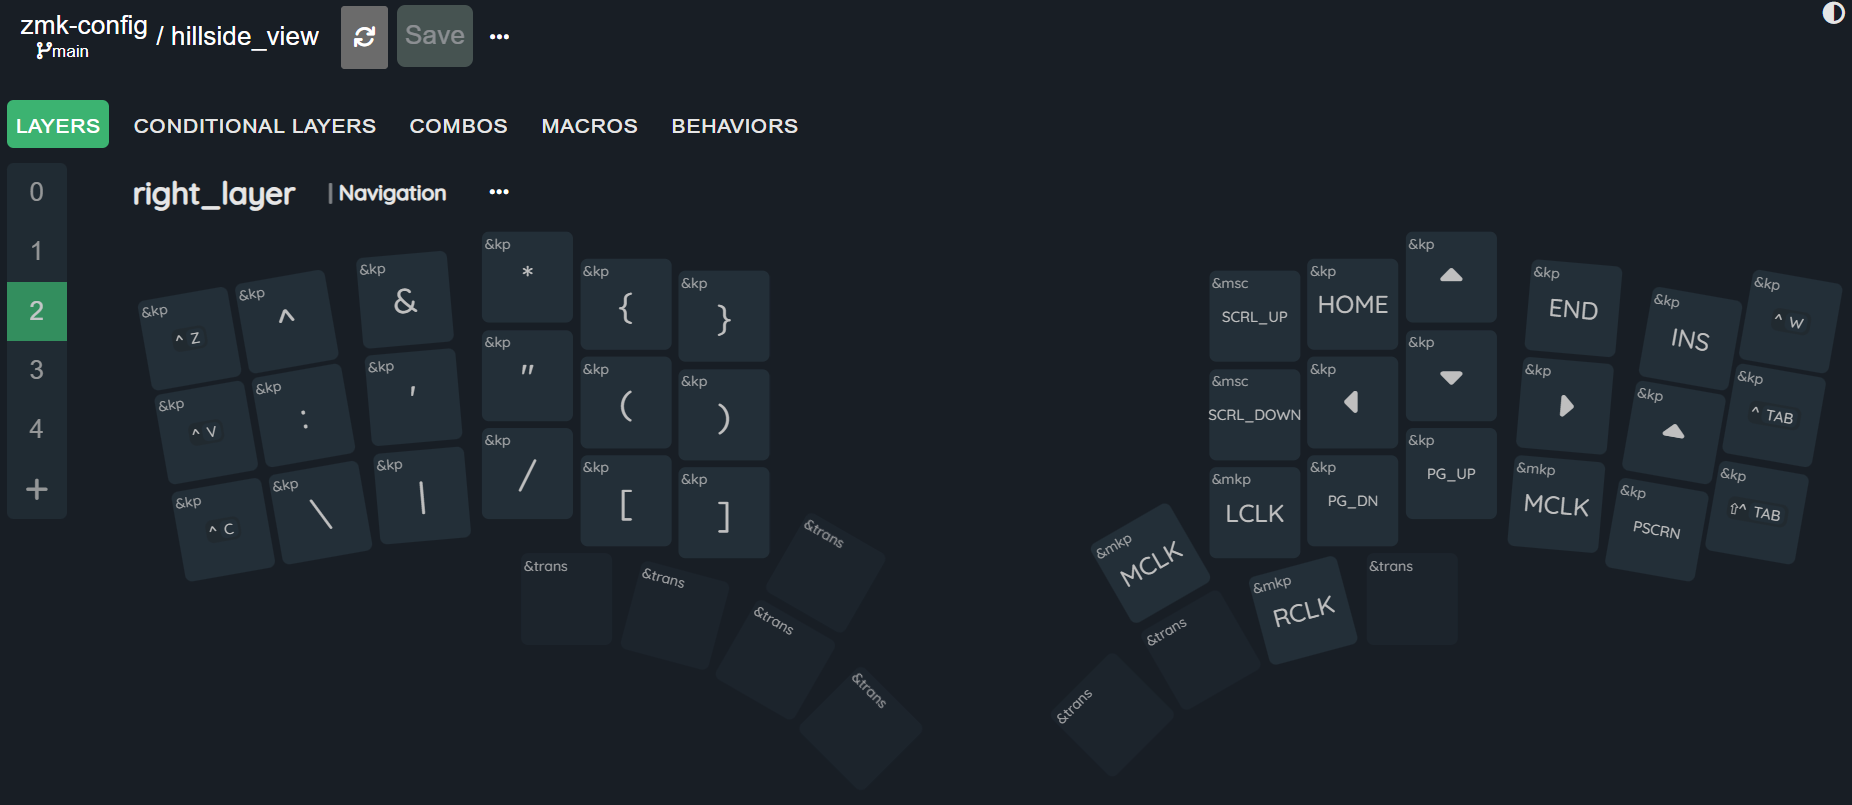 zmk-config / hillside_view Save ...
main
LAYERS CONDITIONAL LAYERS COMBOS MACROS BEHAVIORS
0
1
2
3
4
+
right_layer | Navigation ...
&kp ^ Z
&kp ^
&kp &
&kp *
&kp {
&kp }
&msc SCRL_UP
&kp HOME
&kp ▲
&kp END
&kp INS
&kp ^ W
&kp ^ V
&kp :
&kp '
&kp "
&kp (
&kp )
&msc SCRL_DOWN
&kp ◀
&kp ▼
&kp ▶
&kp ▲
&kp ^ TAB
&kp ^ C
&kp \
&kp |
&kp /
&kp [
&kp ]
&mkp LCLK
&kp PG_DN
&kp PG_UP
&mkp MCLK
&kp PSCRN
&kp ⇧^ TAB
&trans
&trans
&trans
&trans
&trans
&mkp MCLK
&trans
&trans
&mkp RCLK
&trans